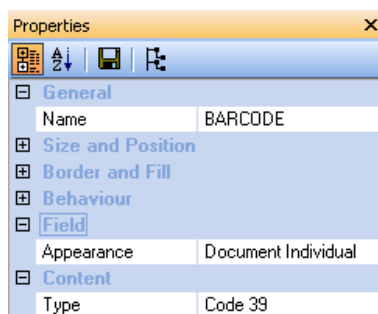 Properties
General
Name BARCODE
Size and Position
Border and Fill
Behaviour
Field
Appearance Document Individual
Content
Type Code 39